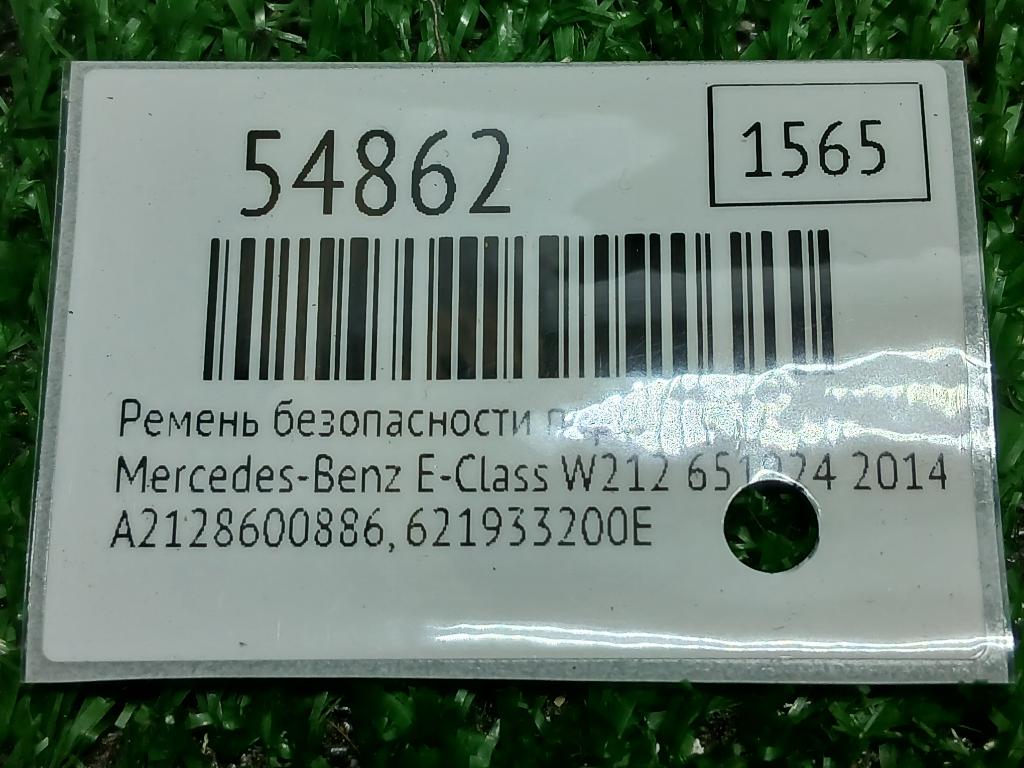 54862
1565
Ремень безопасности
Mercedes-Benz E-Class W212 2014
A2128600886, 621933200E